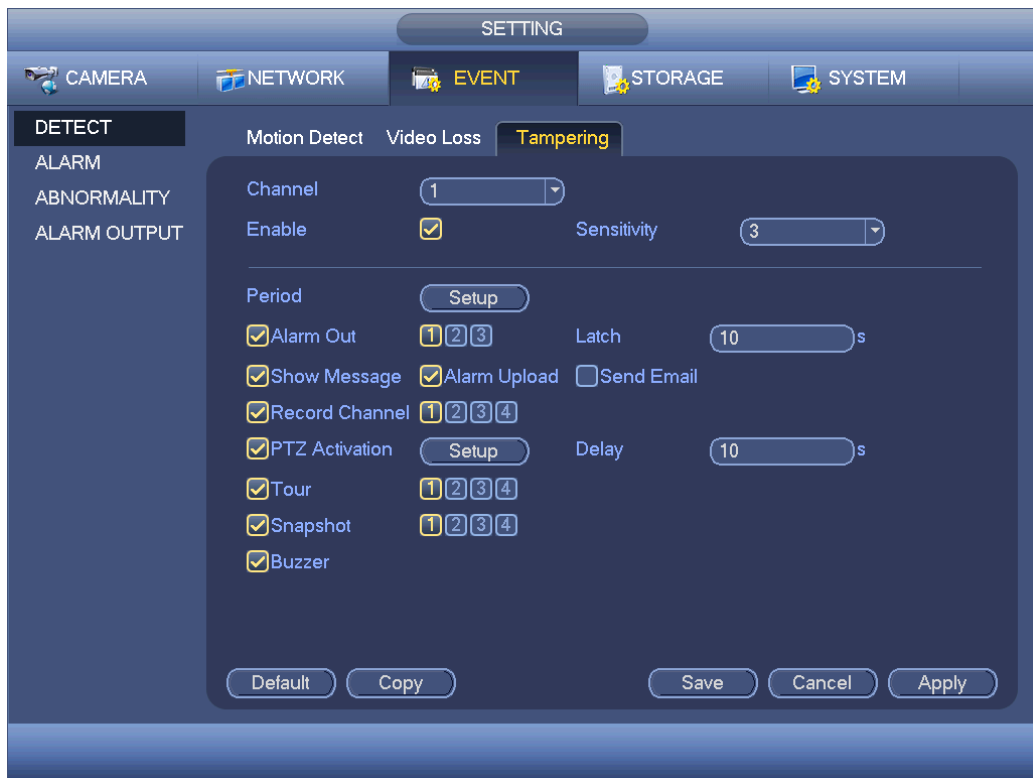 SETTING
CAMERA NETWORK EVENT STORAGE SYSTEM
DETECT
ALARM
ABNORMALITY
ALARM OUTPUT
Motion Detect Video Loss Tampering
Channel 1
Enable Sensitivity 3
Period Setup
Alarm Out 1 2 3 Latch 10 s
Show Message Alarm Upload Send Email
Record Channel 1 2 3 4
PTZ Activation Setup Delay 10 s
Tour 1 2 3 4
Snapshot 1 2 3 4
Buzzer
Default Copy Save Cancel Apply